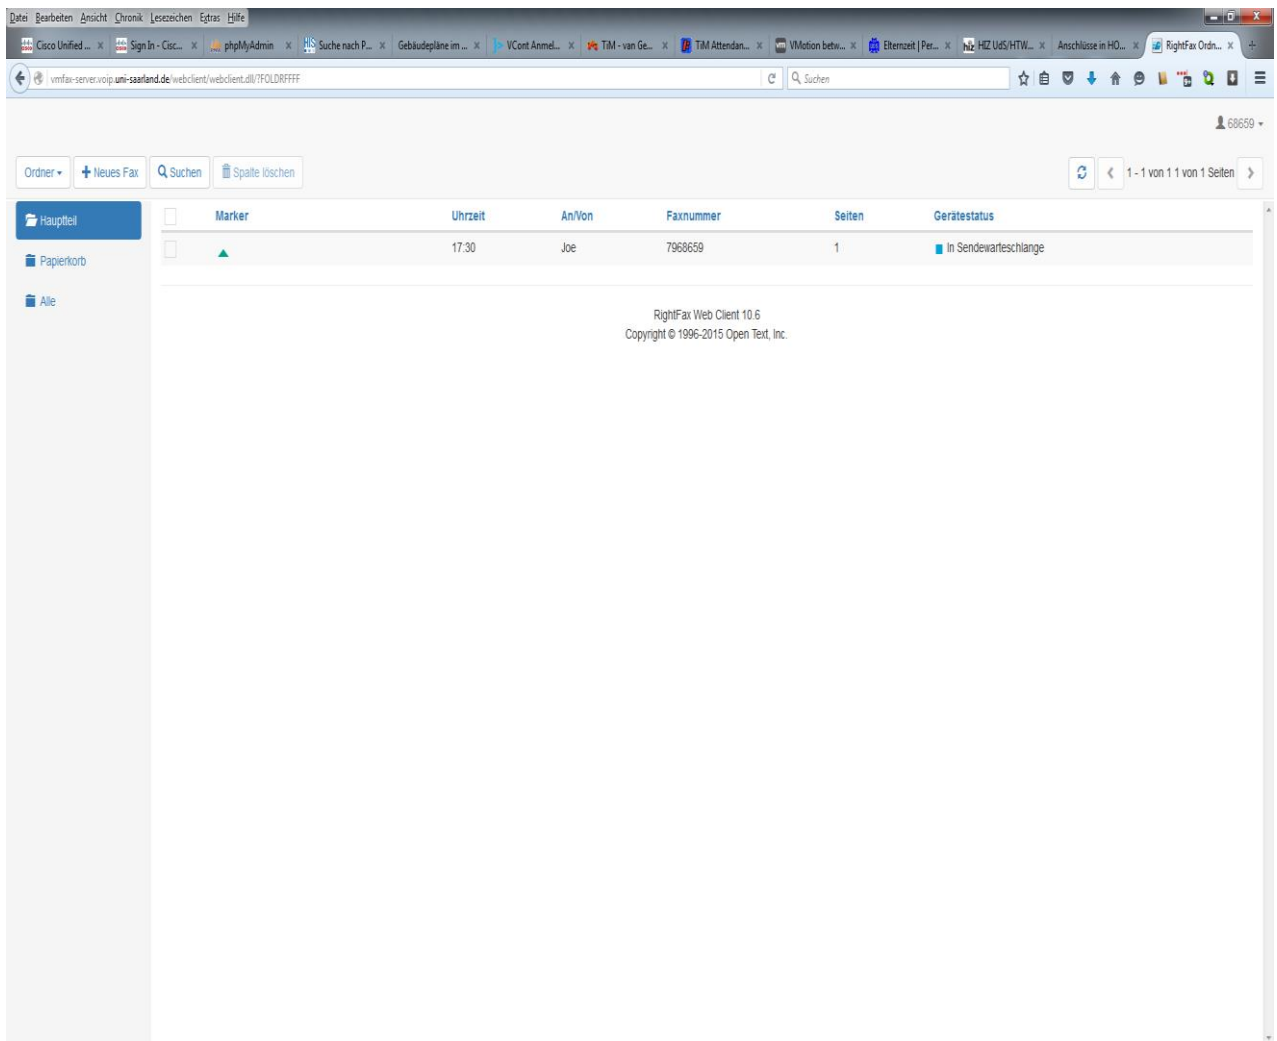 Datei Bearbeiten Ansicht Chronik Lesezeichen Extras Hilfe
Cisco Unified ... x Sign In - Cisc... x phpMyAdmin x HIS Suche nach P... x Gebäudepläne im ... x VCont Anmel... x TiM - van Ge... x TiM Attendan... x VMotion betw... x Elternzeit | Per... x hiz HIZ UdS/HTW... x Anschlüsse in HO... x RightFax Ordn... x +
vmfax-server.voip.uni-saarland.de/webclient/webclient.dll/?FOLDRFFFF Suchen
68659
Ordner Neues Fax Suchen Spalte löschen 1 - 1 von 1 1 von 1 Seiten
Hauptteil Marker Uhrzeit An/Von Faxnummer Seiten Gerätestatus
17:30 Joe 7968659 1 In Sendewarteschlange
Papierkorb
Alle
RightFax Web Client 10.6
Copyright © 1996-2015 Open Text, Inc.